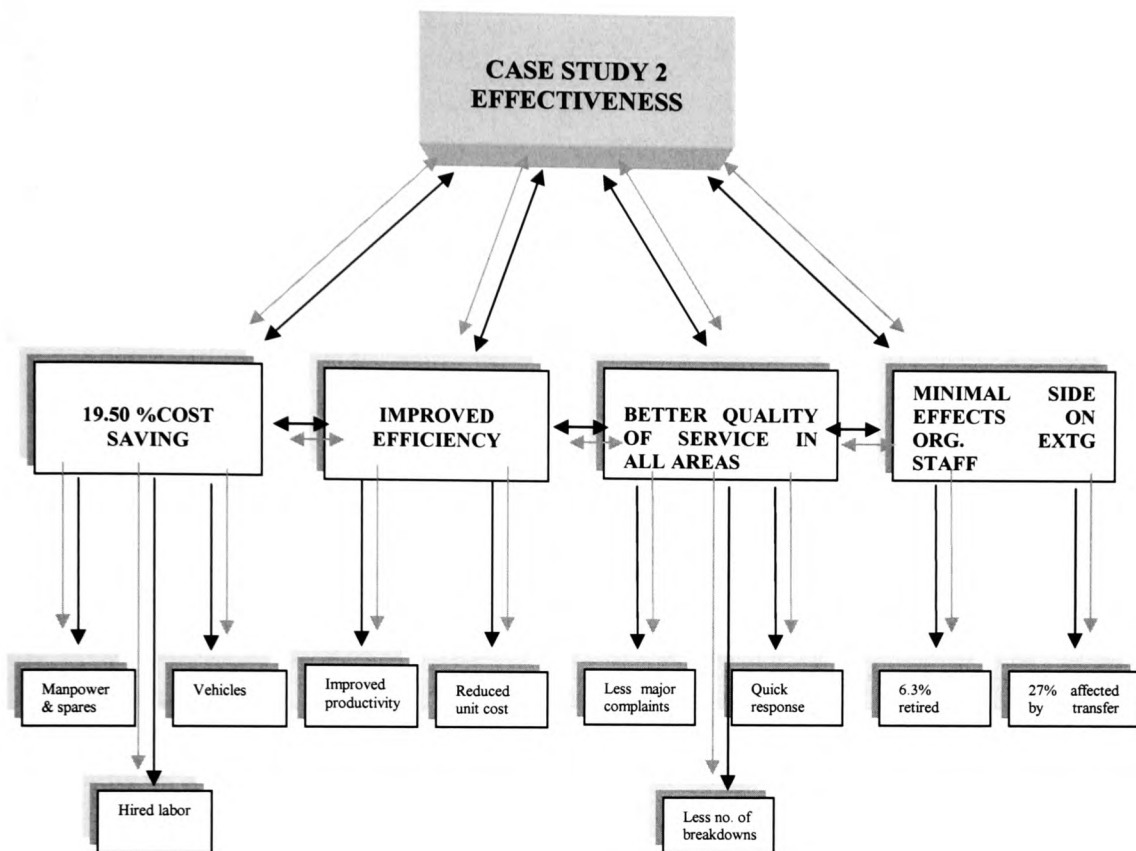 CASE STUDY 2
EFFECTIVENESS
19.50 %COST
SAVING
IMPROVED
EFFICIENCY
BETTER QUALITY
OF SERVICE IN
ALL AREAS
MINIMAL SIDE
EFFECTS ON
ORG. EXTG
STAFF
Manpower
& spares
Vehicles
Improved
productivity
Reduced
unit cost
Less major
complaints
Quick
response
6.3%
retired
27% affected
by transfer
Hired labor
Less no. of
breakdowns